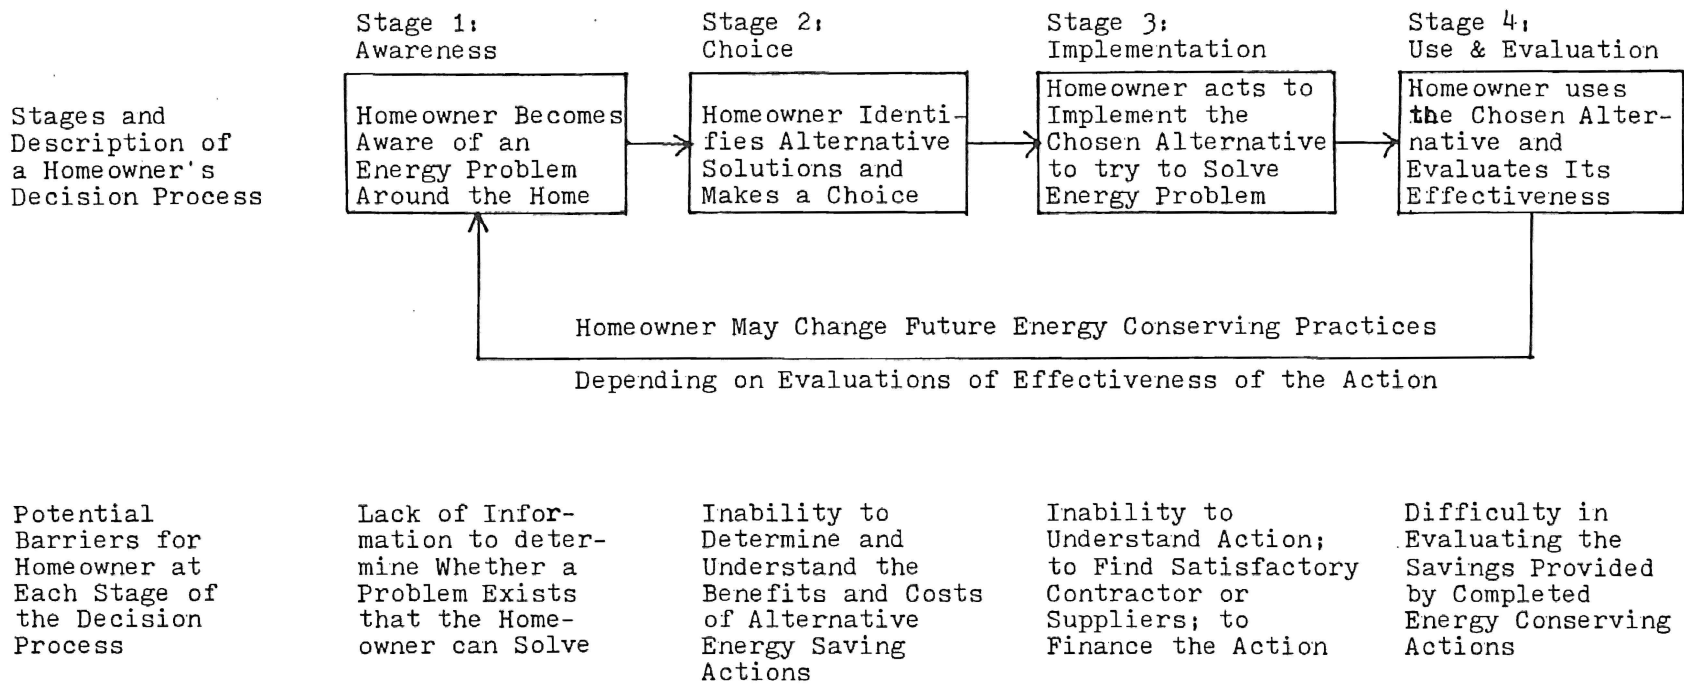 Stage 1:
Awareness
Stage 2:
Choice
Stage 3:
Implementation
Stage 4:
Use & Evaluation
Stages and
Description of
a Homeowner's
Decision Process
Homeowner Becomes
Aware of an
Energy Problem
Around the Home
Homeowner Identi-
fies Alternative
Solutions and
Makes a Choice
Homeowner acts to
Implement the
Chosen Alternative
to try to Solve
Energy Problem
Homeowner uses
the Chosen Alter-
native and
Evaluates Its
Effectiveness
Homeowner May Change Future Energy Conserving Practices
Depending on Evaluations of Effectiveness of the Action
Potential
Barriers for
Homeowner at
Each Stage of
the Decision
Process
Lack of Infor-
mation to deter-
mine Whether a
Problem Exists
that the Home-
owner can Solve
Inability to
Determine and
Understand the
Benefits and Costs
of Alternative
Energy Saving
Actions
Inability to
Understand Action;
to Find Satisfactory
Contractor or
Suppliers; to
Finance the Action
Difficulty in
Evaluating the
Savings Provided
by Completed
Energy Conserving
Actions